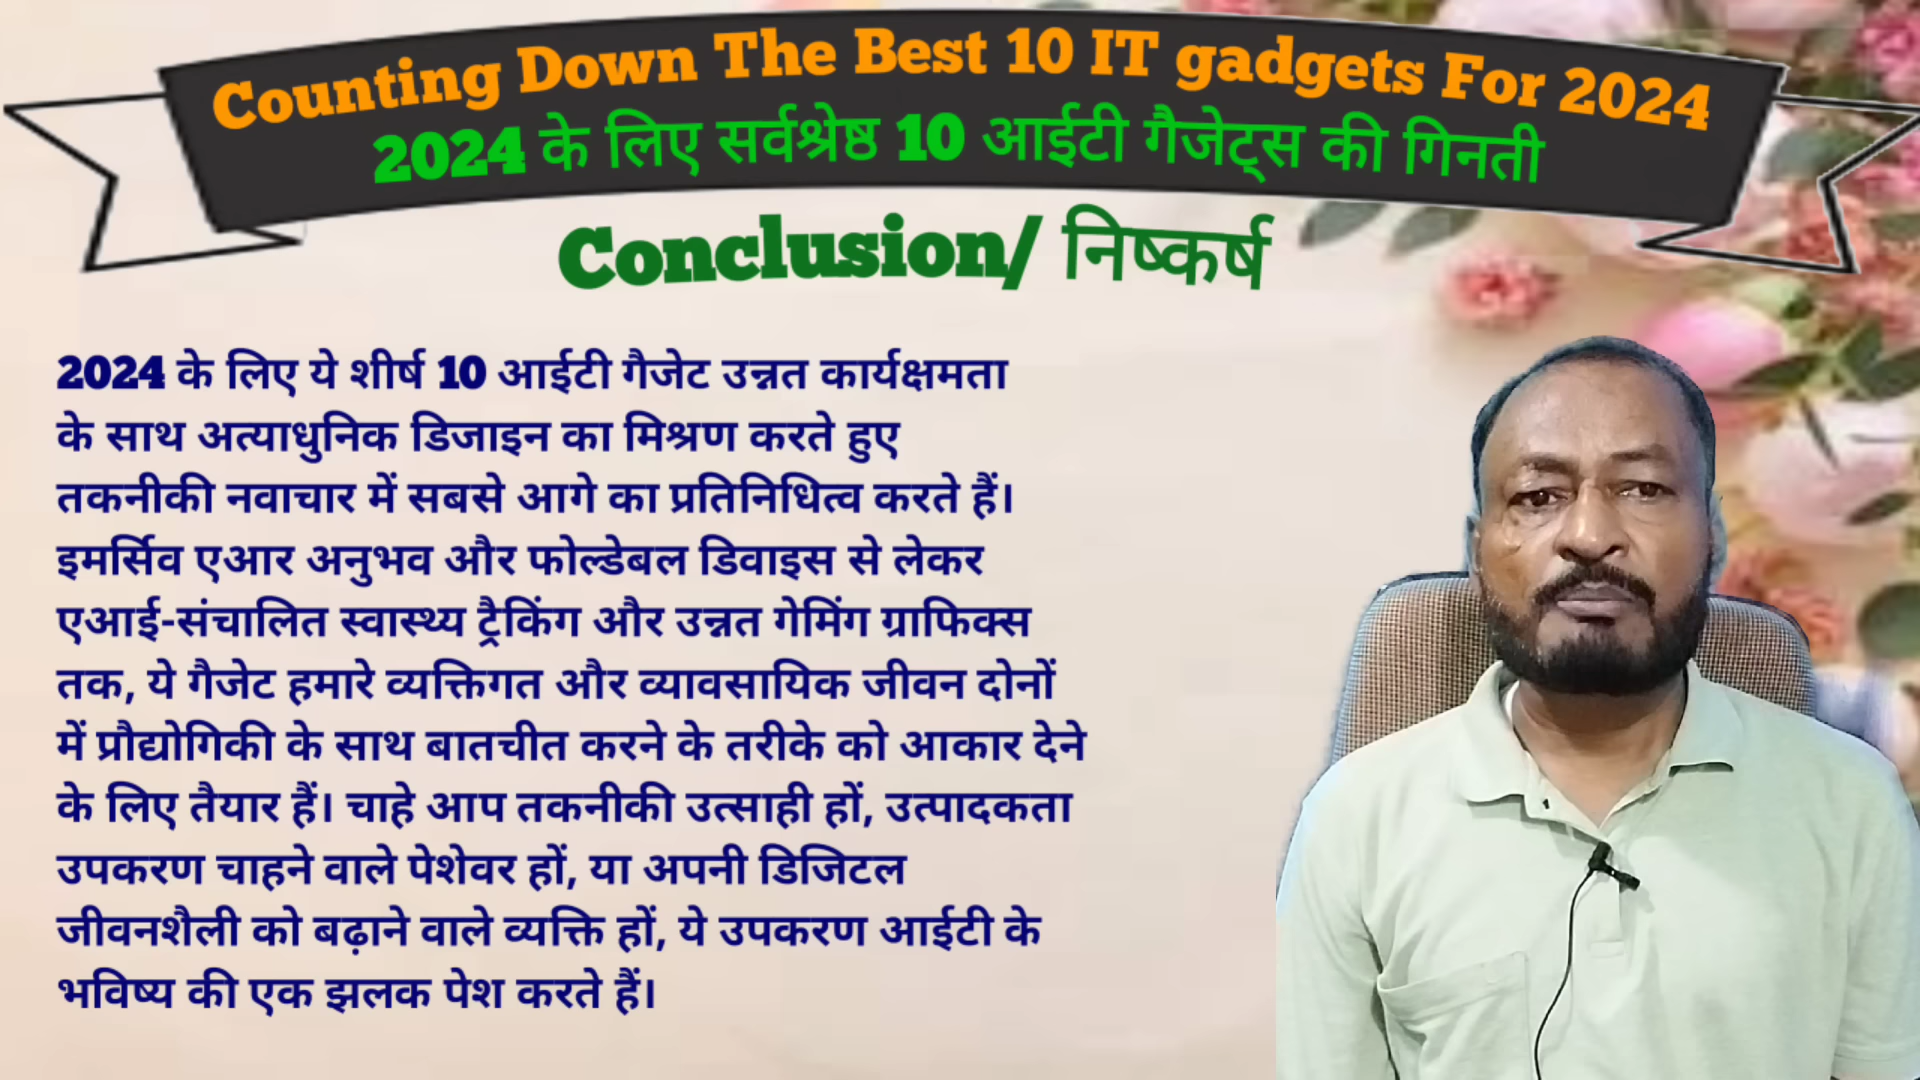 Counting Down The Best 10 IT gadgets For 2024
2024 के लिए सर्वश्रेष्ठ 10 आईटी गैजेट्स की गिनती
Conclusion/ निष्कर्ष
2024 के लिए ये शीर्ष 10 आईटी गैजेट उन्नत कार्यक्षमता
के साथ अत्याधुनिक डिजाइन का मिश्रण करते हुए
तकनीकी नवाचार में सबसे आगे का प्रतिनिधित्व करते हैं।
इमर्सिव एआर अनुभव और फोल्डेबल डिवाइस से लेकर
एआई-संचालित स्वास्थ्य ट्रैकिंग और उन्नत गेमिंग ग्राफिक्स
तक, ये गैजेट हमारे व्यक्तिगत और व्यावसायिक जीवन दोनों
में प्रौद्योगिकी के साथ बातचीत करने के तरीके को आकार देने
के लिए तैयार हैं। चाहे आप तकनीकी उत्साही हों, उत्पादकता
उपकरण चाहने वाले पेशेवर हों, या अपनी डिजिटल
जीवनशैली को बढ़ाने वाले व्यक्ति हों, ये उपकरण आईटी के
भविष्य की एक झलक पेश करते हैं।